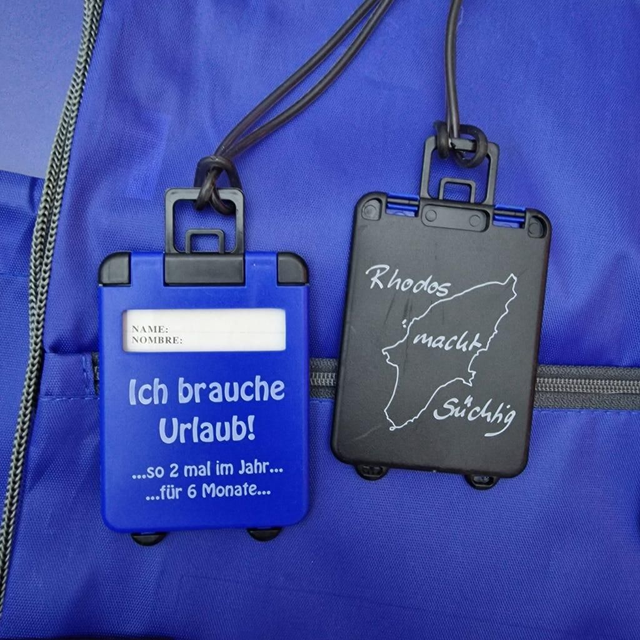 NAME:
NOMBRE:
Ich brauche
Urlaub!
...so 2 mal im Jahr...
...für 6 Monate...
Rhodos
macht
Süchtig